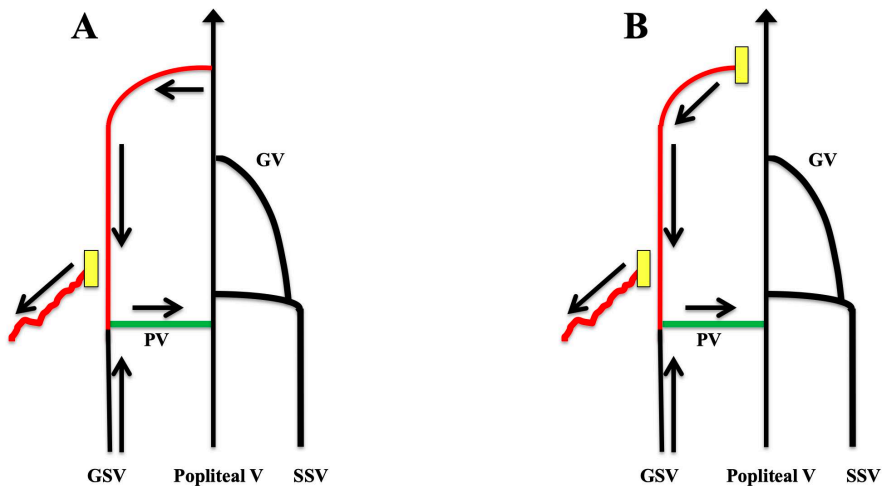 A
B
GV
GV
PV
PV
GSV
Popliteal V
SSV
GSV
Popliteal V
SSV